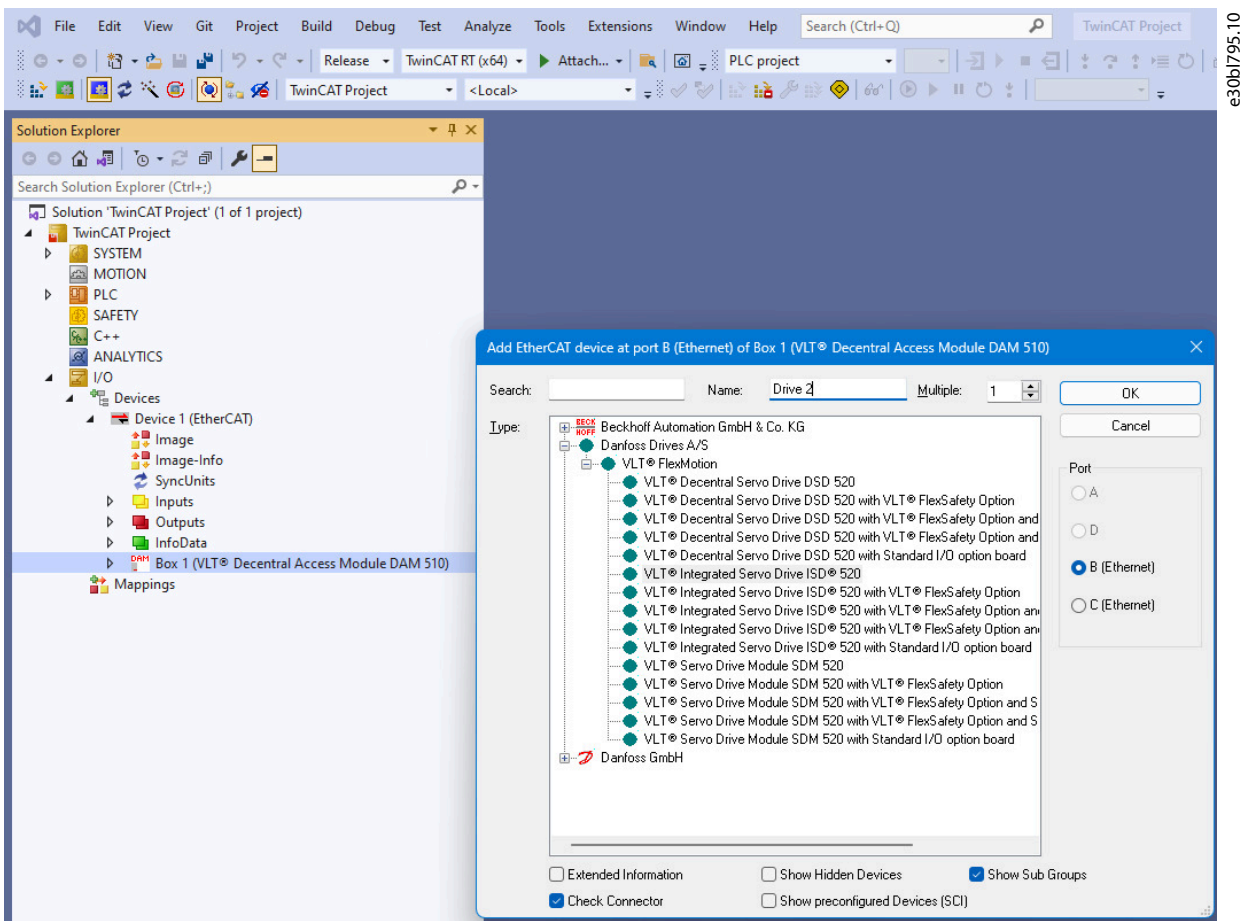 File Edit View Git Project Build Debug Test Analyze Tools Extensions Window Help Search (Ctrl+Q) TwinCAT Project
Release TwinCAT RT (x64) Attach... PLC project
TwinCAT Project <Local>
e30bl795.10
Solution Explorer
Search Solution Explorer (Ctrl+;)
Solution 'TwinCAT Project' (1 of 1 project)
TwinCAT Project
SYSTEM
MOTION
PLC
SAFETY
C++
ANALYTICS
I/O
Devices
Device 1 (EtherCAT)
Image
Image-Info
SyncUnits
Inputs
Outputs
InfoData
DAM Box 1 (VLT® Decentral Access Module DAM 510)
Mappings
Add EtherCAT device at port B (Ethernet) of Box 1 (VLT® Decentral Access Module DAM 510)
Search: Name: Drive 2 Multiple: 1 OK
Cancel
Type:
BECK
HOFF
Beckhoff Automation GmbH & Co. KG
Danfoss Drives A/S
VLT® FlexMotion
VLT® Decentral Servo Drive DSD 520
VLT® Decentral Servo Drive DSD 520 with VLT® FlexSafety Option
VLT® Decentral Servo Drive DSD 520 with VLT® FlexSafety Option and
VLT® Decentral Servo Drive DSD 520 with VLT® FlexSafety Option and
VLT® Decentral Servo Drive DSD 520 with Standard I/O option board
VLT® Integrated Servo Drive ISD® 520
VLT® Integrated Servo Drive ISD® 520 with VLT® FlexSafety Option
VLT® Integrated Servo Drive ISD® 520 with VLT® FlexSafety Option an
VLT® Integrated Servo Drive ISD® 520 with VLT® FlexSafety Option an
VLT® Integrated Servo Drive ISD® 520 with Standard I/O option board
VLT® Servo Drive Module SDM 520
VLT® Servo Drive Module SDM 520 with VLT® FlexSafety Option
VLT® Servo Drive Module SDM 520 with VLT® FlexSafety Option and S
VLT® Servo Drive Module SDM 520 with VLT® FlexSafety Option and S
VLT® Servo Drive Module SDM 520 with Standard I/O option board
Danfoss GmbH
Port
A
D
B (Ethernet)
C (Ethernet)
Extended Information Show Hidden Devices Show Sub Groups
Check Connector Show preconfigured Devices (SCI)